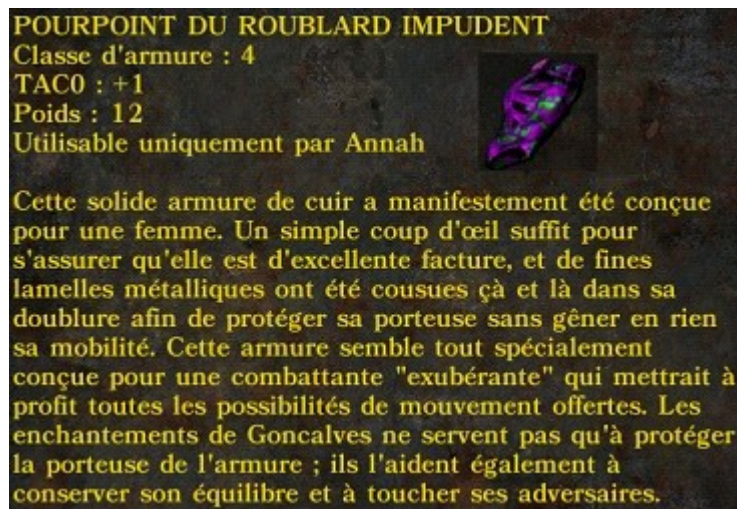 POURPOINT DU ROUBLARD IMPUDENT
Classe d'armure : 4
TAC0 : +1
Poids : 12
Utilisable uniquement par Annah
Cette solide armure de cuir a manifestement été conçue
pour une femme. Un simple coup d'œil suffit pour
s'assurer qu'elle est d'excellente facture, et de fines
lamelles métalliques ont été cousues çà et là dans sa
doublure afin de protéger sa porteuse sans gêner en rien
sa mobilité. Cette armure semble tout spécialement
conçue pour une combattante "exubérante" qui mettrait à
profit toutes les possibilités de mouvement offertes. Les
enchantements de Goncalves ne servent pas qu'à protéger
la porteuse de l'armure ; ils l'aident également à
conserver son équilibre et à toucher ses adversaires.